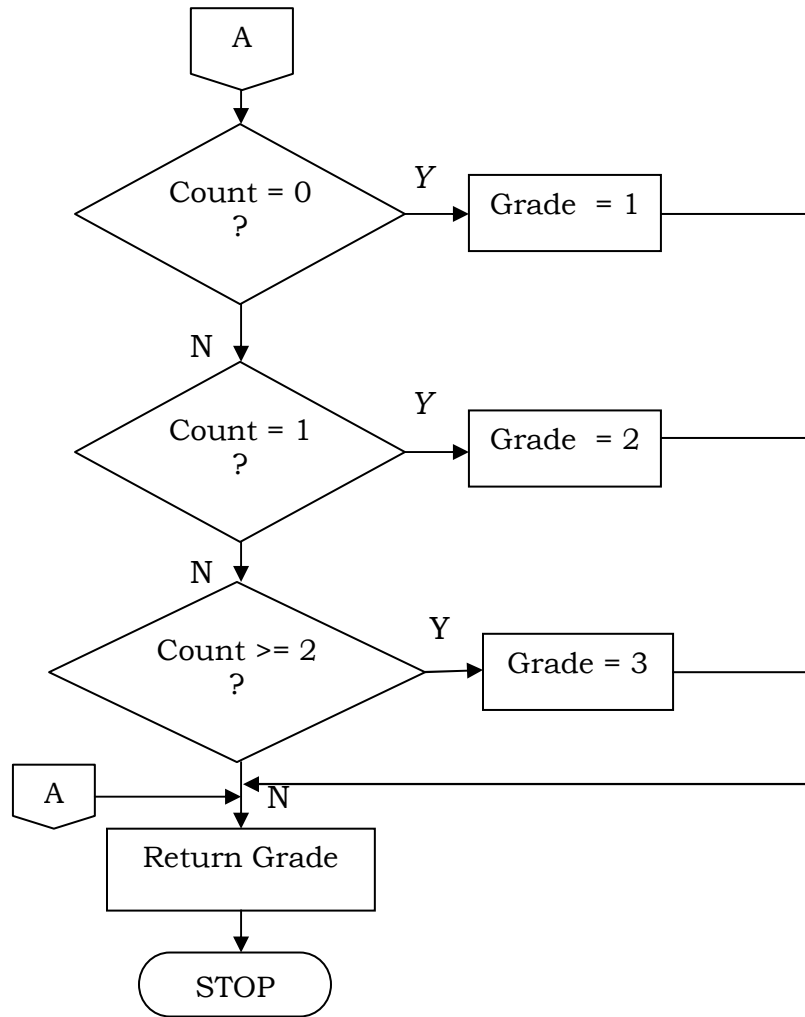 A
Count = 0
?
Y
Grade = 1
N
Count = 1
?
Y
Grade = 2
N
Count >= 2
?
Y
Grade = 3
A
N
Return Grade
STOP